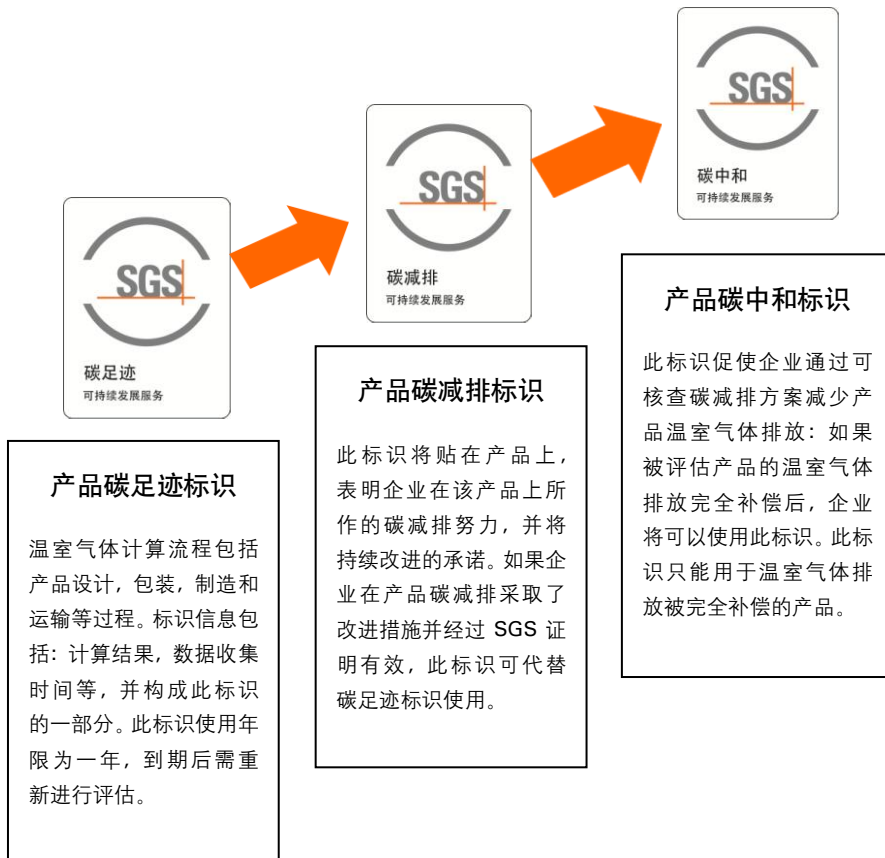 SGS
碳足迹
可持续发展服务
产品碳足迹标识
温室气体计算流程包括
产品设计，包装，制造和
运输等过程。标识信息包
括：计算结果，数据收集
时间等，并构成此标识
的一部分。此标识使用年
限为一年，到期后需重
新进行评估。
SGS
碳减排
可持续发展服务
产品碳减排标识
此标识将贴在产品上，
表明企业在该产品上所
作的碳减排努力，并将
持续改进的承诺。如果企
业在产品碳减排采取了
改进措施并经过 SGS 证
明有效，此标识可代替
碳足迹标识使用。
SGS
碳中和
可持续发展服务
产品碳中和标识
此标识促使企业通过可
核查碳减排方案减少产
品温室气体排放：如果
被评估产品的温室气体
排放完全补偿后，企业
将可以使用此标识。此标
识只能用于温室气体排
放被完全补偿的产品。